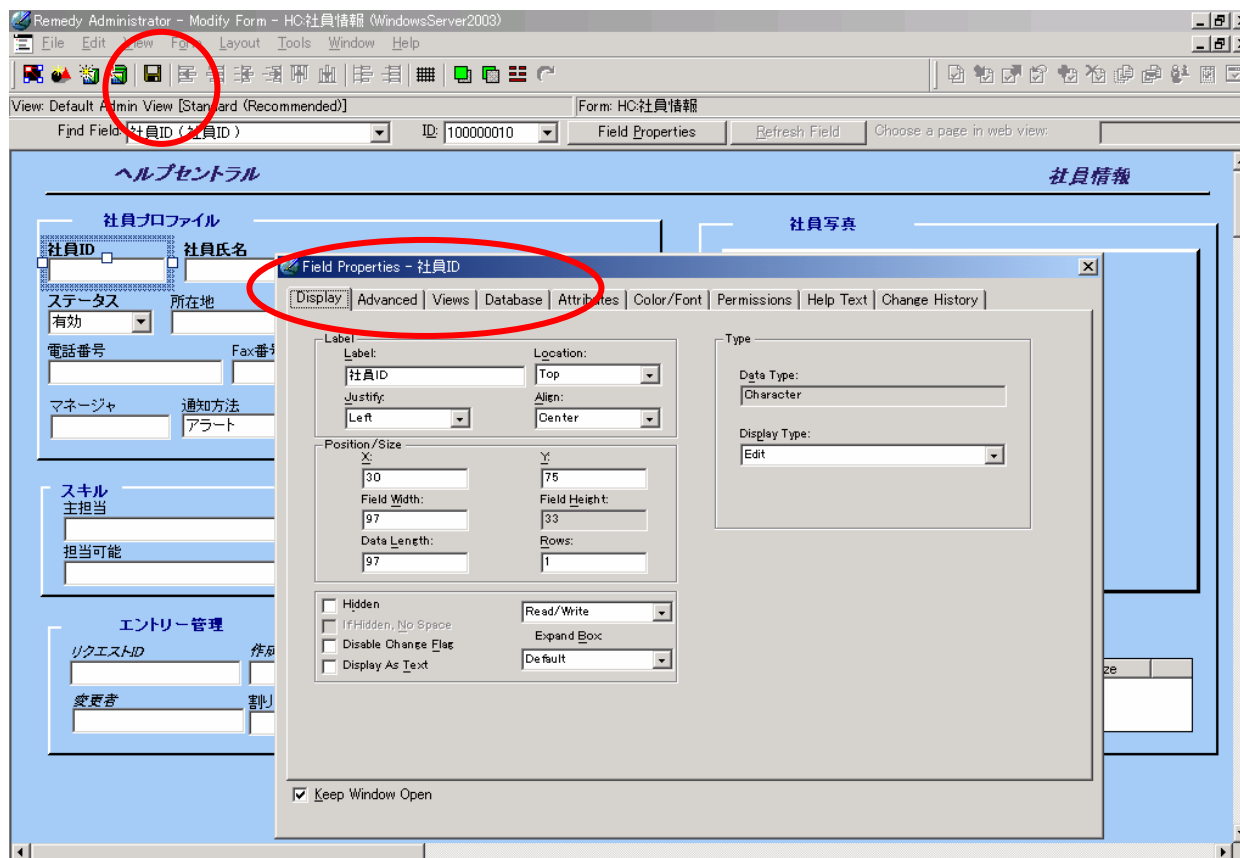 Remedy Administrator - Modify Form - HC:社員情報 (WindowsServer2003)
File Edit View Form Layout Tools Window Help
View: Default Admin View [Standard (Recommended)] Form: HC:社員情報
Find Field: 社員ID ( 社員ID ) ID: 100000010 Field Properties Refresh Field Choose a page in web view:
ヘルプセントラル 社員情報
社員プロファイル 社員写真
社員ID 社員氏名
Field Properties - 社員ID
Display Advanced Views Database Attributes Color/Font Permissions Help Text Change History
ステータス 所在地
有効
電話番号 Fax番号
マネージャ 通知方法
アラート
スキル
主担当
担当可能
エントリー管理
リクエストID 作成
変更者 割り
Label
Label: Location:
社員ID Top
Justify: Align:
Left Center
Position/Size
X: Y:
30 75
Field Width: Field Height:
97 33
Data Length: Rows:
97 1
Hidden Read/Write
If Hidden, No Space
Expand Box:
Disable Change Flag
Default
Display As Text
Type
Data Type:
Character
Display Type:
Edit
ze
Keep Window Open